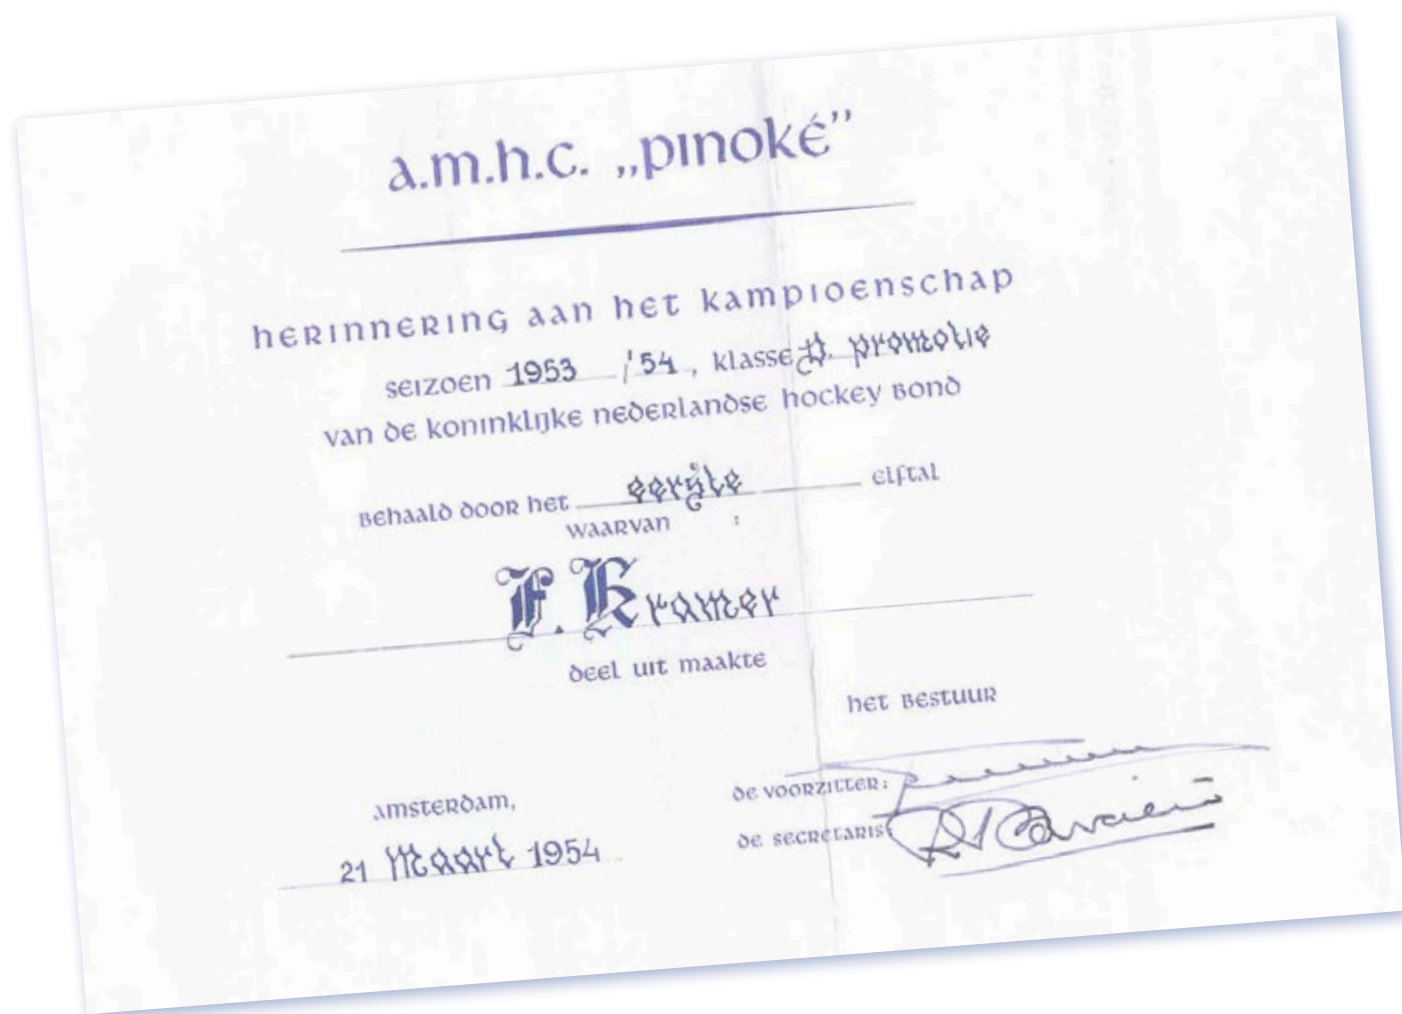 a.m.h.c. „pinoké”
herinnering aan het kampioenschap
seizoen 1953 /'54, klasse promotie
van de koninklijke nederlandse hockey bond
behaald door het eerste elftal
waarvan :
F. Kramer
deel uit maakte
het bestuur
de voorzitter:
de secretaris:
amsterdam,
21 Maart 1954